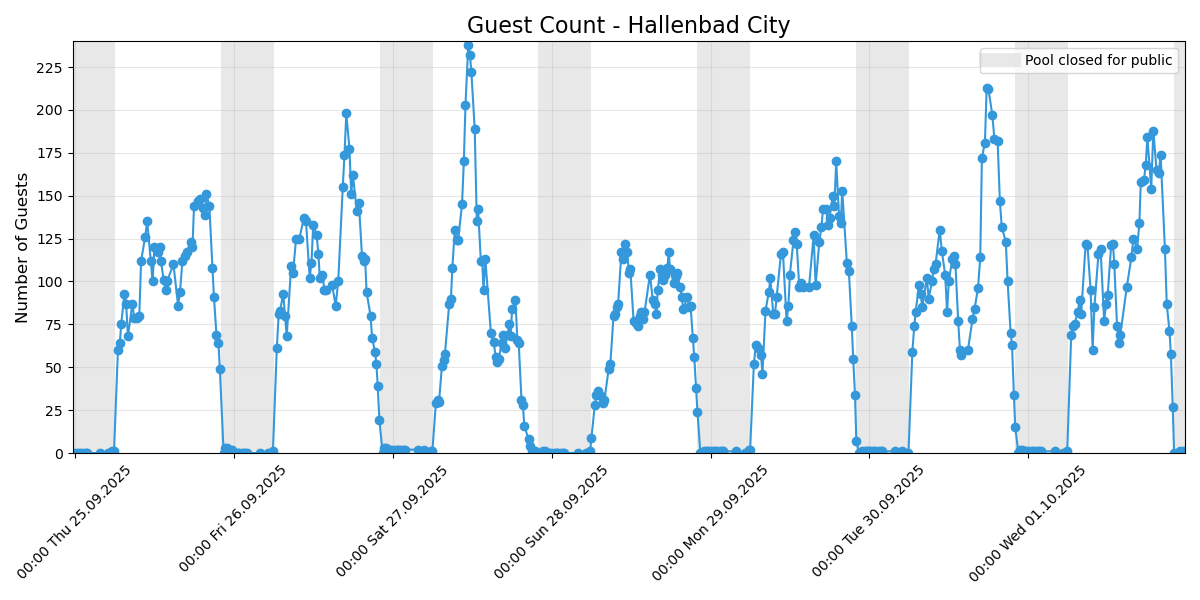 Guest Count - Hallenbad City
Pool closed for public
Number of Guests
225
200
175
150
125
100
75
50
25
0
00:00 Thu 25.09.2025
00:00 Fri 26.09.2025
00:00 Sat 27.09.2025
00:00 Sun 28.09.2025
00:00 Mon 29.09.2025
00:00 Tue 30.09.2025
00:00 Wed 01.10.2025